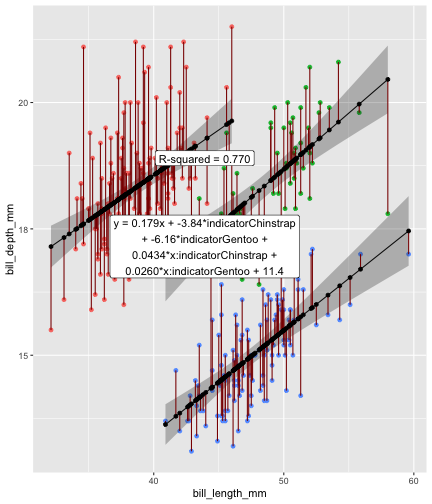 20
R-squared = 0.770
18
y = 0.179x + -3.84*indicatorChinstrap
+ -6.16*indicatorGentoo +
0.0434*x:indicatorChinstrap +
0.0260*x:indicatorGentoo + 11.4
15
bill_depth_mm
40
50
60
bill_length_mm